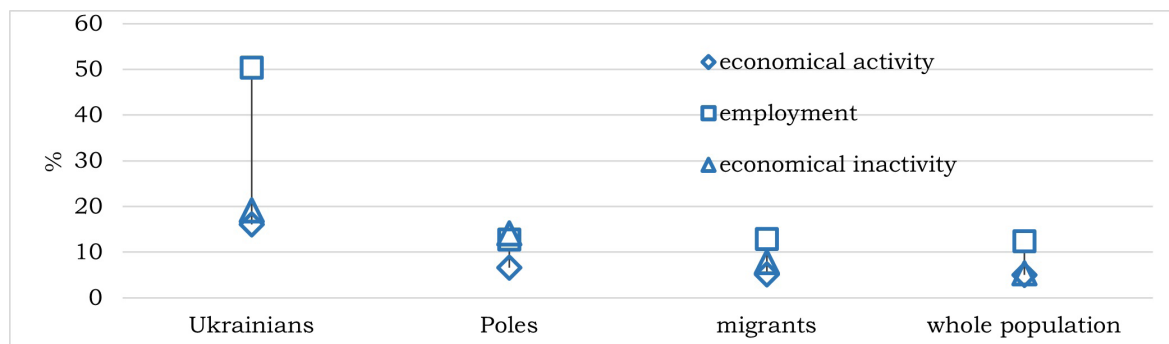 60
50
40
30
20
10
0
%
economical activity
employment
economical inactivity
Ukrainians
Poles
migrants
whole population